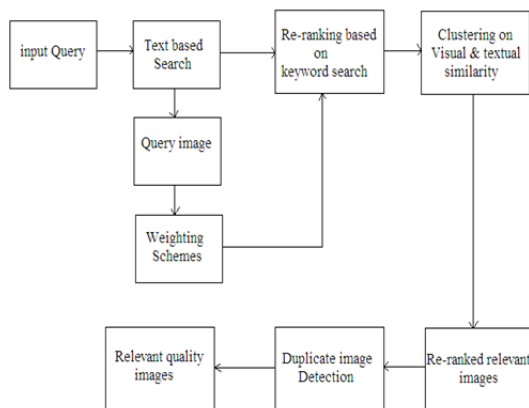 input Query
Text based
Search
Re-ranking based
on
keyword search
Clustering on
Visual & textual
similarity
Query image
Weighting
Schemes
Relevant quality
images
Duplicate image
Detection
Re-ranked relevant
images